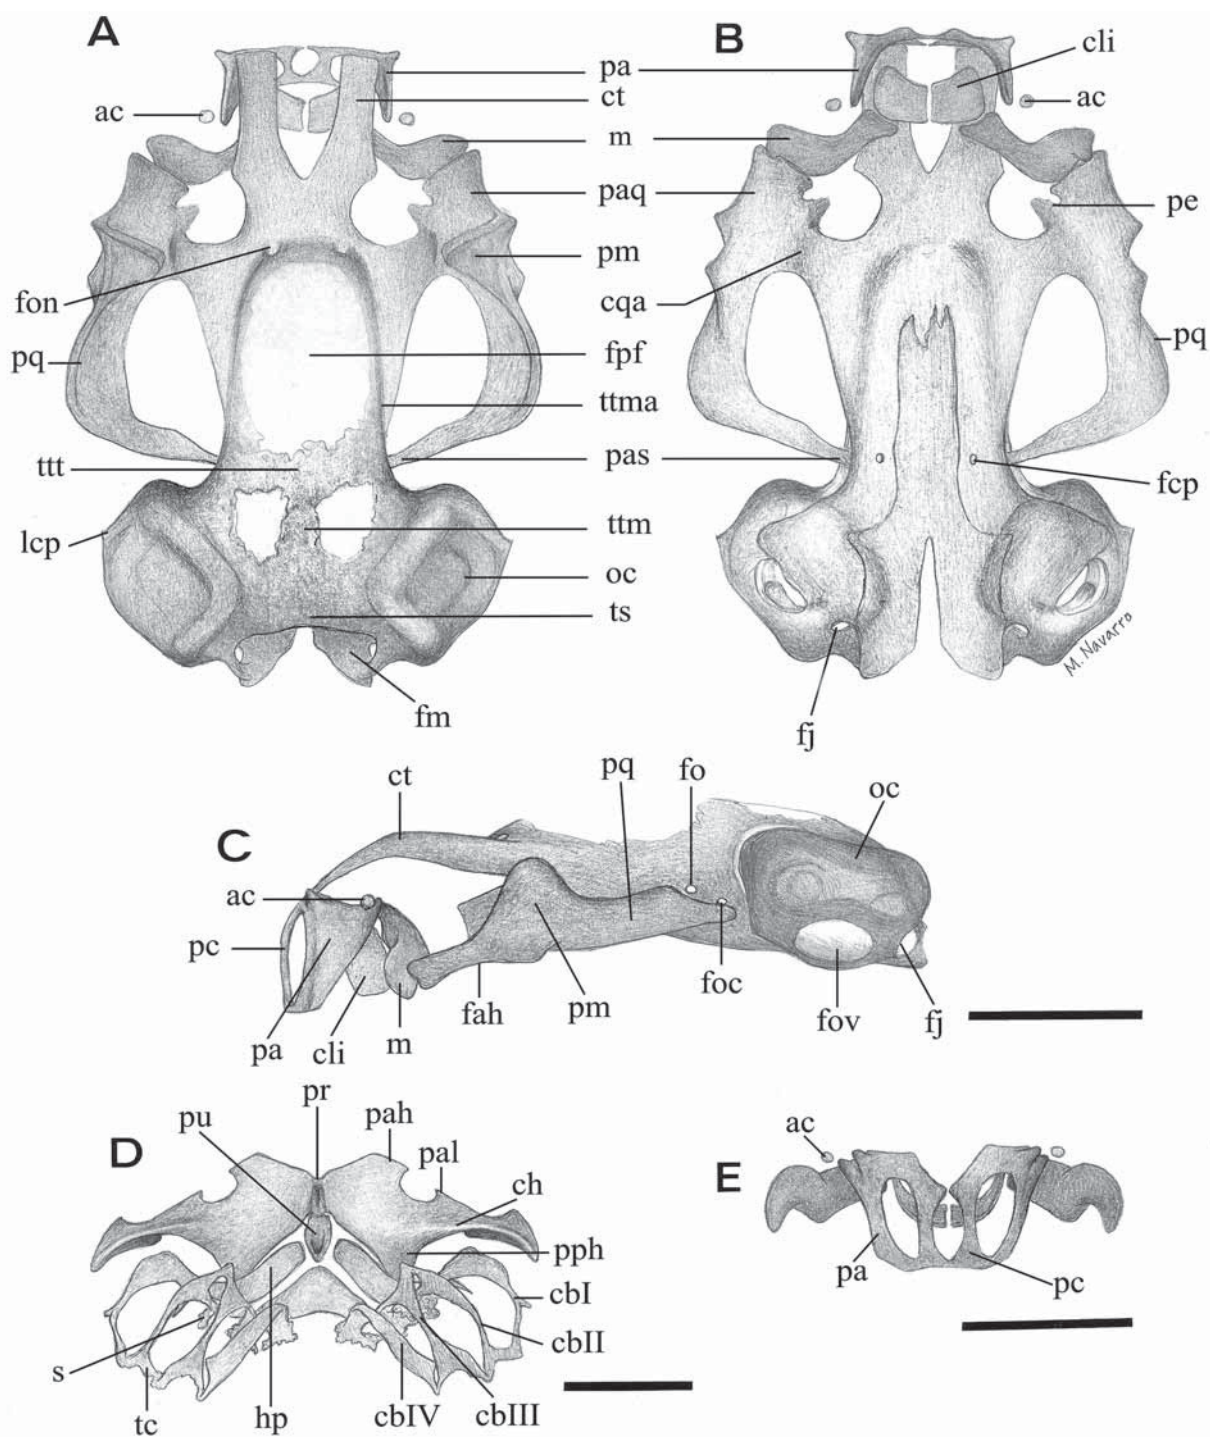 A
B
cli
pa
ct
ac
ac
m
paq
pe
pm
fon
cqa
pq
fpf
pq
ttma
ttt
pas
fcp
lcp
ttm
oc
ts
M. Navarro
fm
fj
C
ct
pq
fo
oc
ac
pc
pa
cli
m
fah
pm
foc
fov
fj
D
pr
pu
pah
pal
ch
pph
cbI
cbII
s
tc
hp
cbIV
cbIII
E
ac
pa
pc